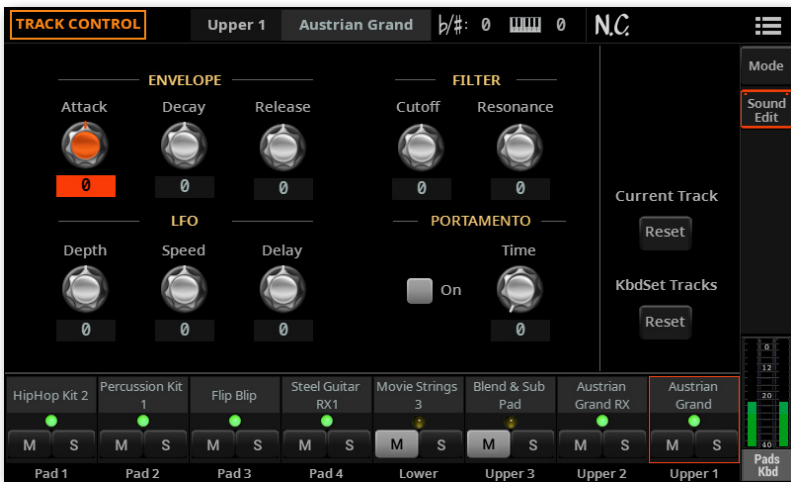 TRACK CONTROL
Upper 1
Austrian Grand
♭/#: 0
0
N.C.
Mode
Sound
Edit
ENVELOPE
FILTER
Attack
Decay
Release
Cutoff
Resonance
0
0
0
0
0
LFO
PORTAMENTO
Depth
Speed
Delay
Time
On
0
0
0
0
Current Track
Reset
KbdSet Tracks
Reset
0
12
20
40
HipHop Kit 2
Percussion Kit
1
Flip Blip
Steel Guitar
RX1
Movie Strings
3
Blend & Sub
Pad
Austrian
Grand RX
Austrian
Grand
M S
M S
M S
M S
M S
M S
M S
M S
Pad 1
Pad 2
Pad 3
Pad 4
Lower
Upper 3
Upper 2
Upper 1
Pads
Kbd